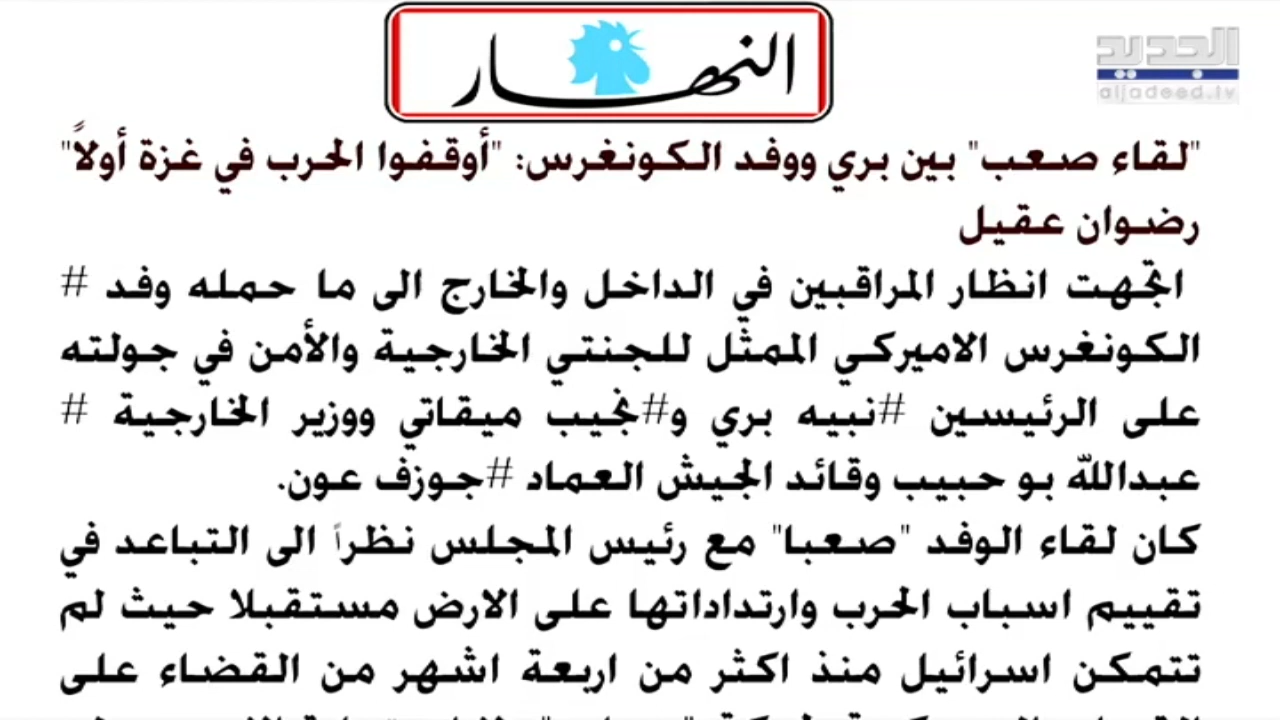 النهار
الجديد
aljadeed.tv
"لقاء صعب" بين بري ووفد الكونغرس: "أوقفوا الحرب في غزة أولاً"
رضوان عقيل
اتجهت انظار المراقبين في الداخل والخارج الى ما حمله وفد #
الكونغرس الاميركي الممثّل للجنتي الخارجية والأمن في جولته
على الرئيسين #نبيه بري و#نجيب ميقاتي ووزير الخارجية #
عبدالله بو حبيب وقائد الجيش العماد #جوزف عون.
كان لقاء الوفد "صعبا" مع رئيس المجلس نظراً الى التباعد في
تقييم اسباب الحرب وارتداداتها على الارض مستقبلا حيث لم
تتمكن اسرائيل منذ اكثر من اربعة اشهر من القضاء على